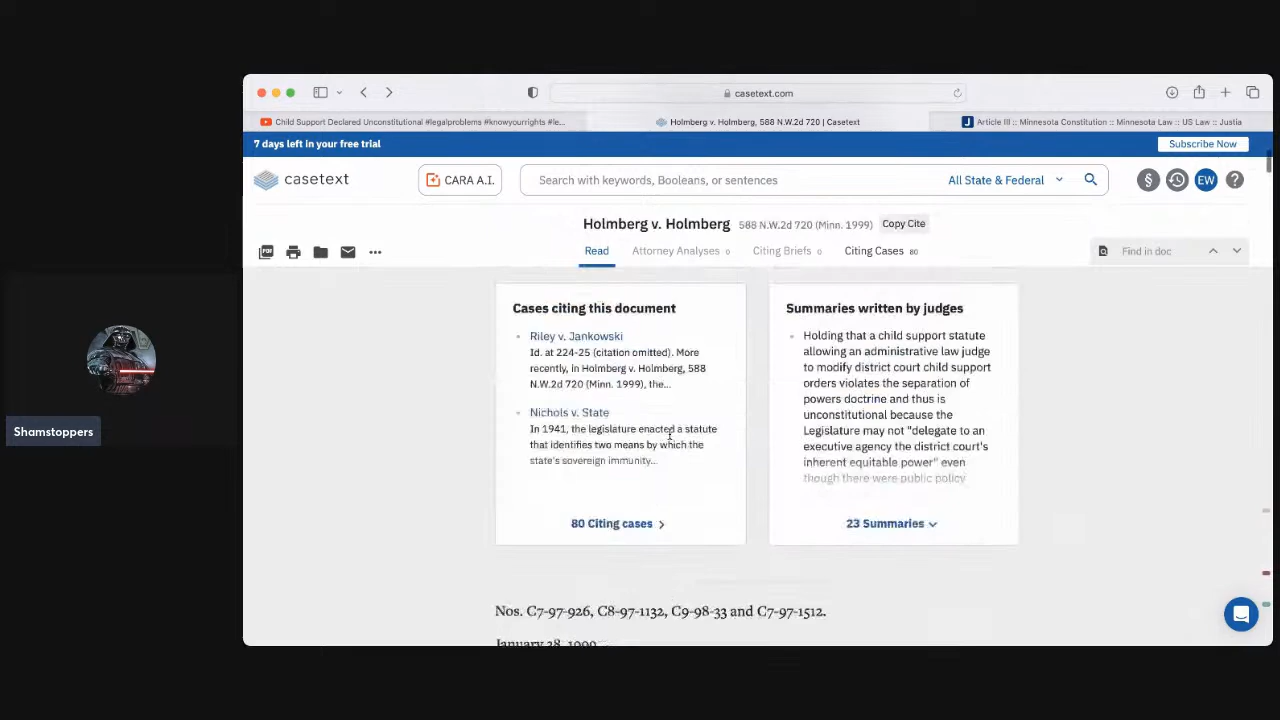 casetext.com
Child Support Declared Unconstitutional #legalproblems #knowyourrights #le...
Holmberg v. Holmberg, 588 N.W.2d 720 | Casetext
Article III :: Minnesota Constitution :: Minnesota Law :: US Law :: Justia
7 days left in your free trial
Subscribe Now
casetext
CARA A.I.
Search with keywords, Booleans, or sentences
All State & Federal
§
EW
?
Holmberg v. Holmberg 588 N.W.2d 720 (Minn. 1999) Copy Cite
PDF
Read
Attorney Analyses 0
Citing Briefs 0
Citing Cases 80
Find in doc
Cases citing this document
Riley v. Jankowski
Id. at 224-25 (citation omitted). More
recently, in Holmberg v. Holmberg, 588
N.W.2d 720 (Minn. 1999), the...
Nichols v. State
In 1941, the legislature enacted a statute
that identifies two means by which the
state's sovereign immunity...
80 Citing cases
Summaries written by judges
Holding that a child support statute
allowing an administrative law judge
to modify district court child support
orders violates the separation of
powers doctrine and thus is
unconstitutional because the
Legislature may not "delegate to an
executive agency the district court's
inherent equitable power" even
though there were public policy
23 Summaries
Nos. C7-97-926, C8-97-1132, C9-98-33 and C7-97-1512.
January 28, 1999
Shamstoppers